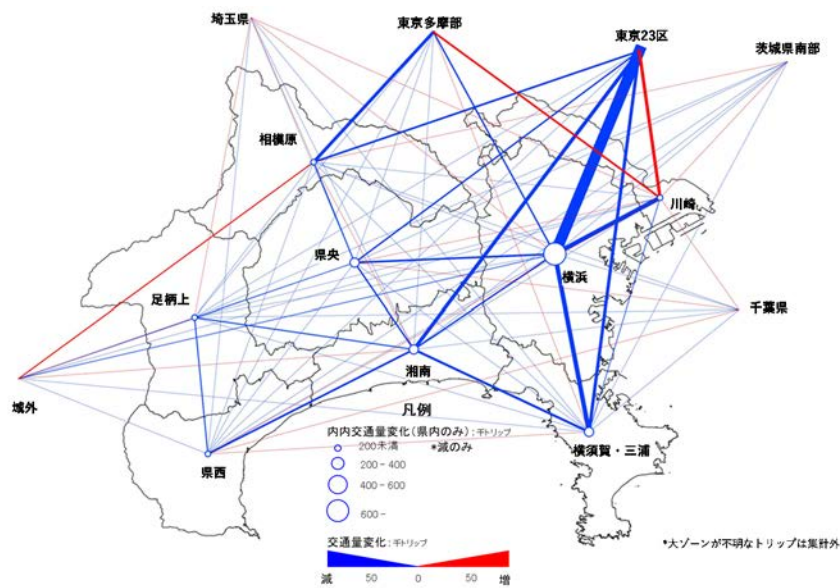 埼玉県
東京多摩部
東京23区
茨城県南部
相模原
川崎
県央
横浜
足柄上
千葉県
湘南
域外
凡例
内内交通量変化(県内のみ):千トリップ
200未満
*減のみ
200 - 400
400 - 600
600 -
県西
横須賀・三浦
交通量変化:千トリップ
減 50 0 50 増
*大ゾーンが不明なトリップは集計外